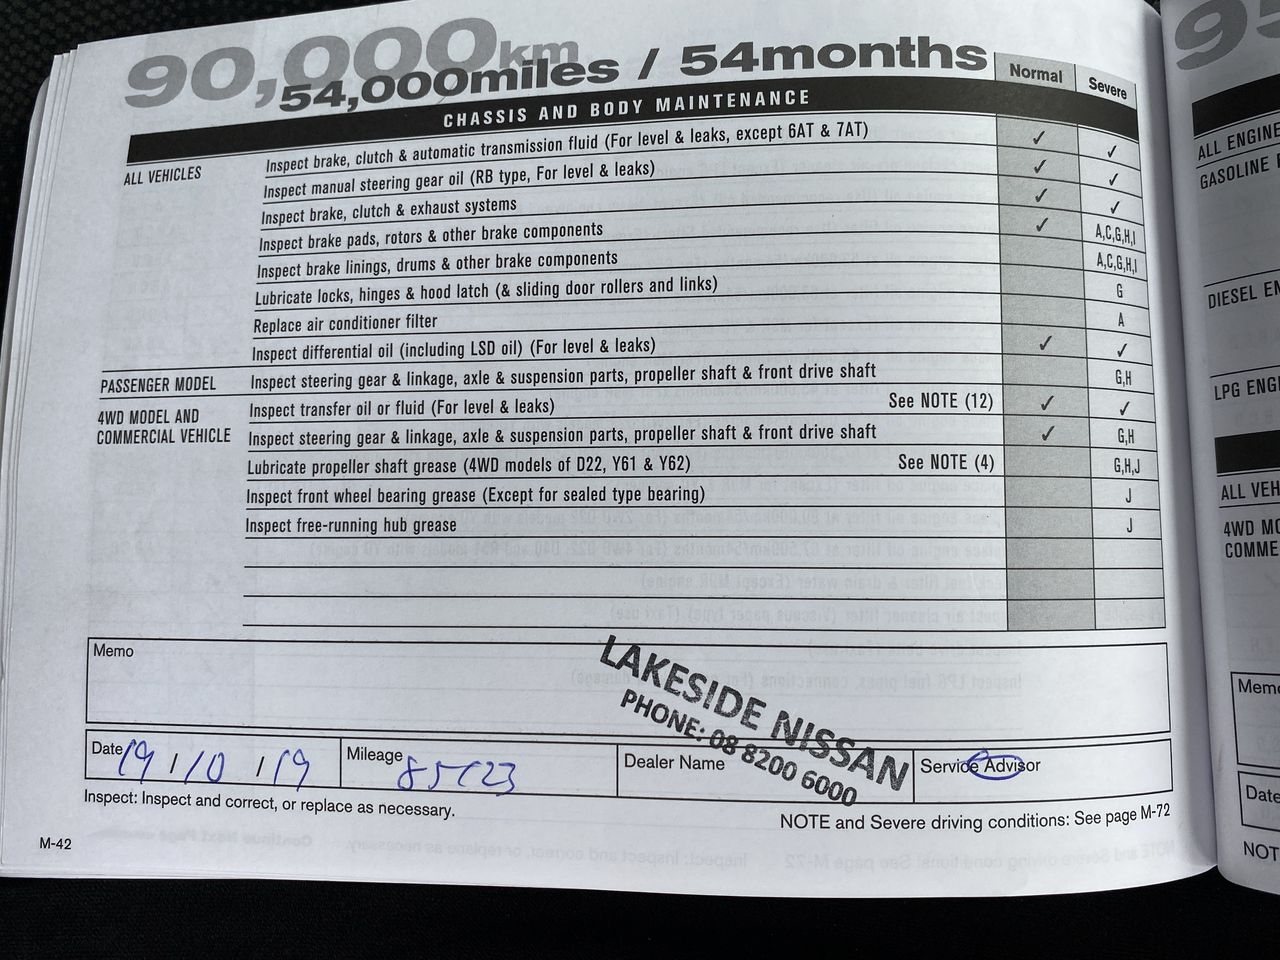 90,000km
54,000miles / 54months
Normal
Severe
CHASSIS AND BODY MAINTENANCE
ALL VEHICLES
Inspect brake, clutch & automatic transmission fluid (For level & leaks, except 6AT & 7AT) ✓ ✓
Inspect manual steering gear oil (RB type, For level & leaks) ✓ ✓
Inspect brake, clutch & exhaust systems ✓ ✓
Inspect brake pads, rotors & other brake components ✓ A,C,G,H,I
Inspect brake linings, drums & other brake components A,C,G,H,I
Lubricate locks, hinges & hood latch (& sliding door rollers and links) G
Replace air conditioner filter A
Inspect differential oil (including LSD oil) (For level & leaks) ✓ ✓
PASSENGER MODEL
Inspect steering gear & linkage, axle & suspension parts, propeller shaft & front drive shaft G,H
4WD MODEL AND
COMMERCIAL VEHICLE
Inspect transfer oil or fluid (For level & leaks) See NOTE (12) ✓ ✓
Inspect steering gear & linkage, axle & suspension parts, propeller shaft & front drive shaft ✓ G,H
Lubricate propeller shaft grease (4WD models of D22, Y61 & Y62) See NOTE (4) G,H,J
Inspect front wheel bearing grease (Except for sealed type bearing) J
Inspect free-running hub grease J
Memo
LAKESIDE NISSAN
PHONE: 08 8200 6000
Date 19 / 10 / 19
Mileage
Dealer Name
Service Advisor
Inspect: Inspect and correct, or replace as necessary.
NOTE and Severe driving conditions: See page M-72
M-42
95
ALL ENGINE
GASOLINE
DIESEL EN
LPG ENGI
ALL VEH
4WD MO
COMME
Memo
Date
NOT